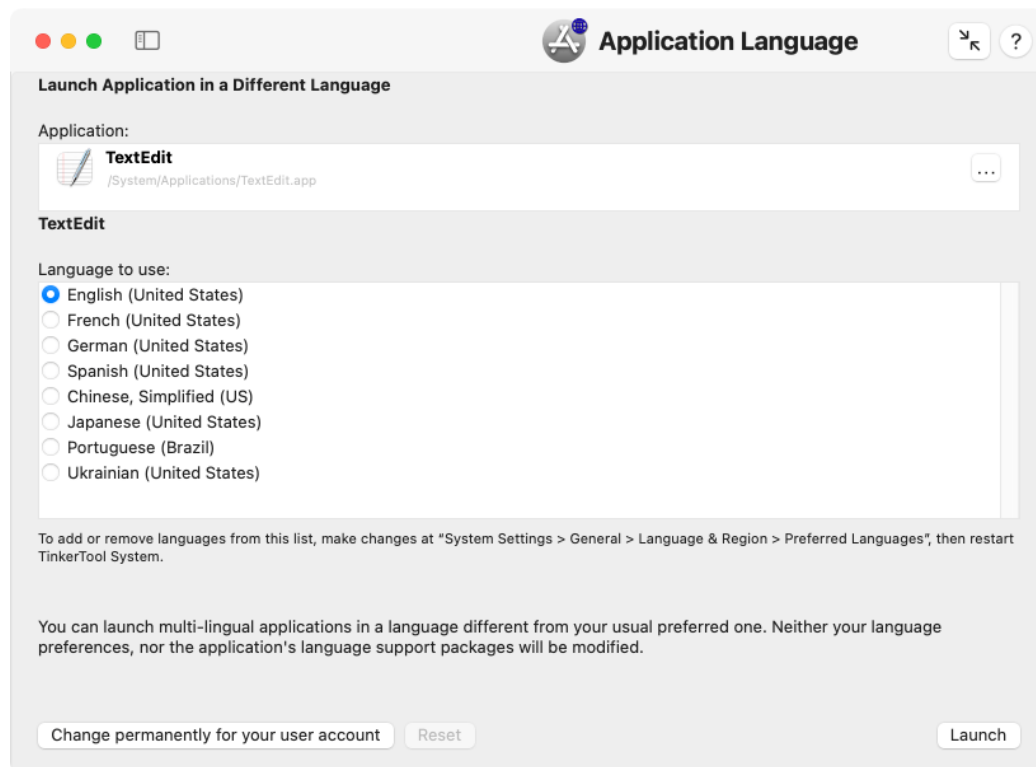 Application Language
?
Launch Application in a Different Language
Application:
TextEdit
/System/Applications/TextEdit.app
...
TextEdit
Language to use:
English (United States)
French (United States)
German (United States)
Spanish (United States)
Chinese, Simplified (US)
Japanese (United States)
Portuguese (Brazil)
Ukrainian (United States)
To add or remove languages from this list, make changes at “System Settings > General > Language & Region > Preferred Languages”, then restart
TinkerTool System.
You can launch multi-lingual applications in a language different from your usual preferred one. Neither your language
preferences, nor the application's language support packages will be modified.
Change permanently for your user account
Reset
Launch